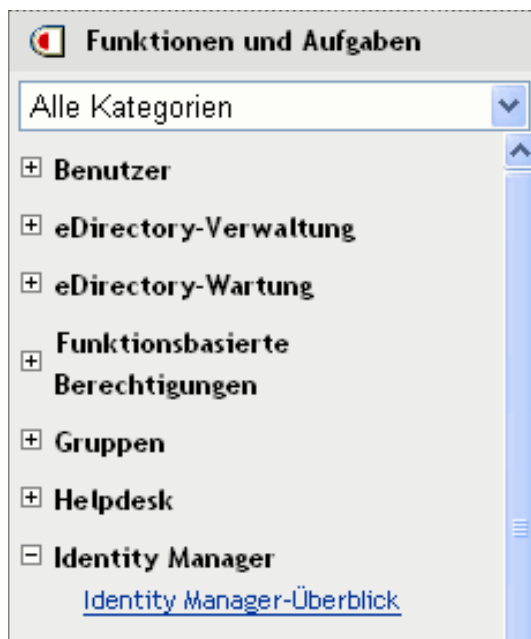 Funktionen und Aufgaben
Alle Kategorien
Benutzer
eDirectory-Verwaltung
eDirectory-Wartung
Funktionsbasierte
Berechtigungen
Gruppen
Helpdesk
Identity Manager
Identity Manager-Überblick